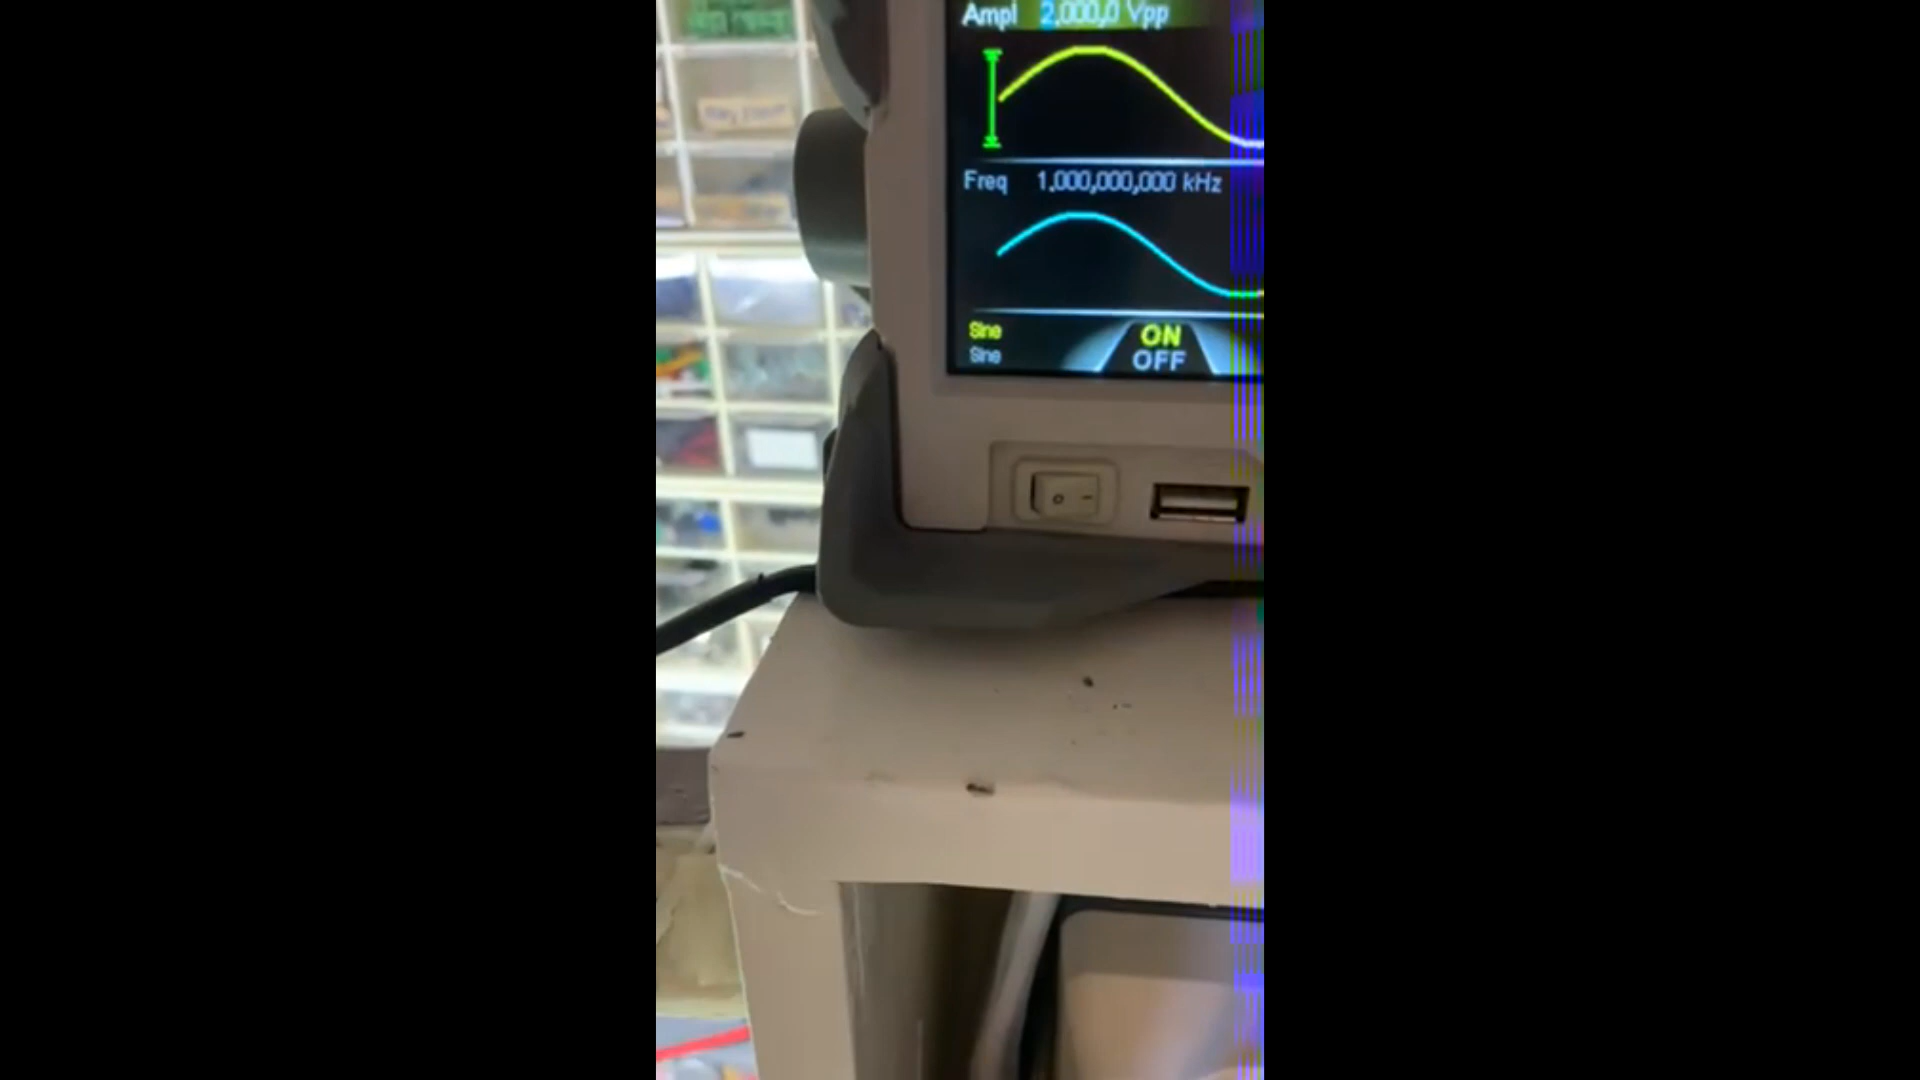 Ampl 2.000,0 Vpp
Freq 1.000,000,000 kHz
Sine
Sine
ON
OFF